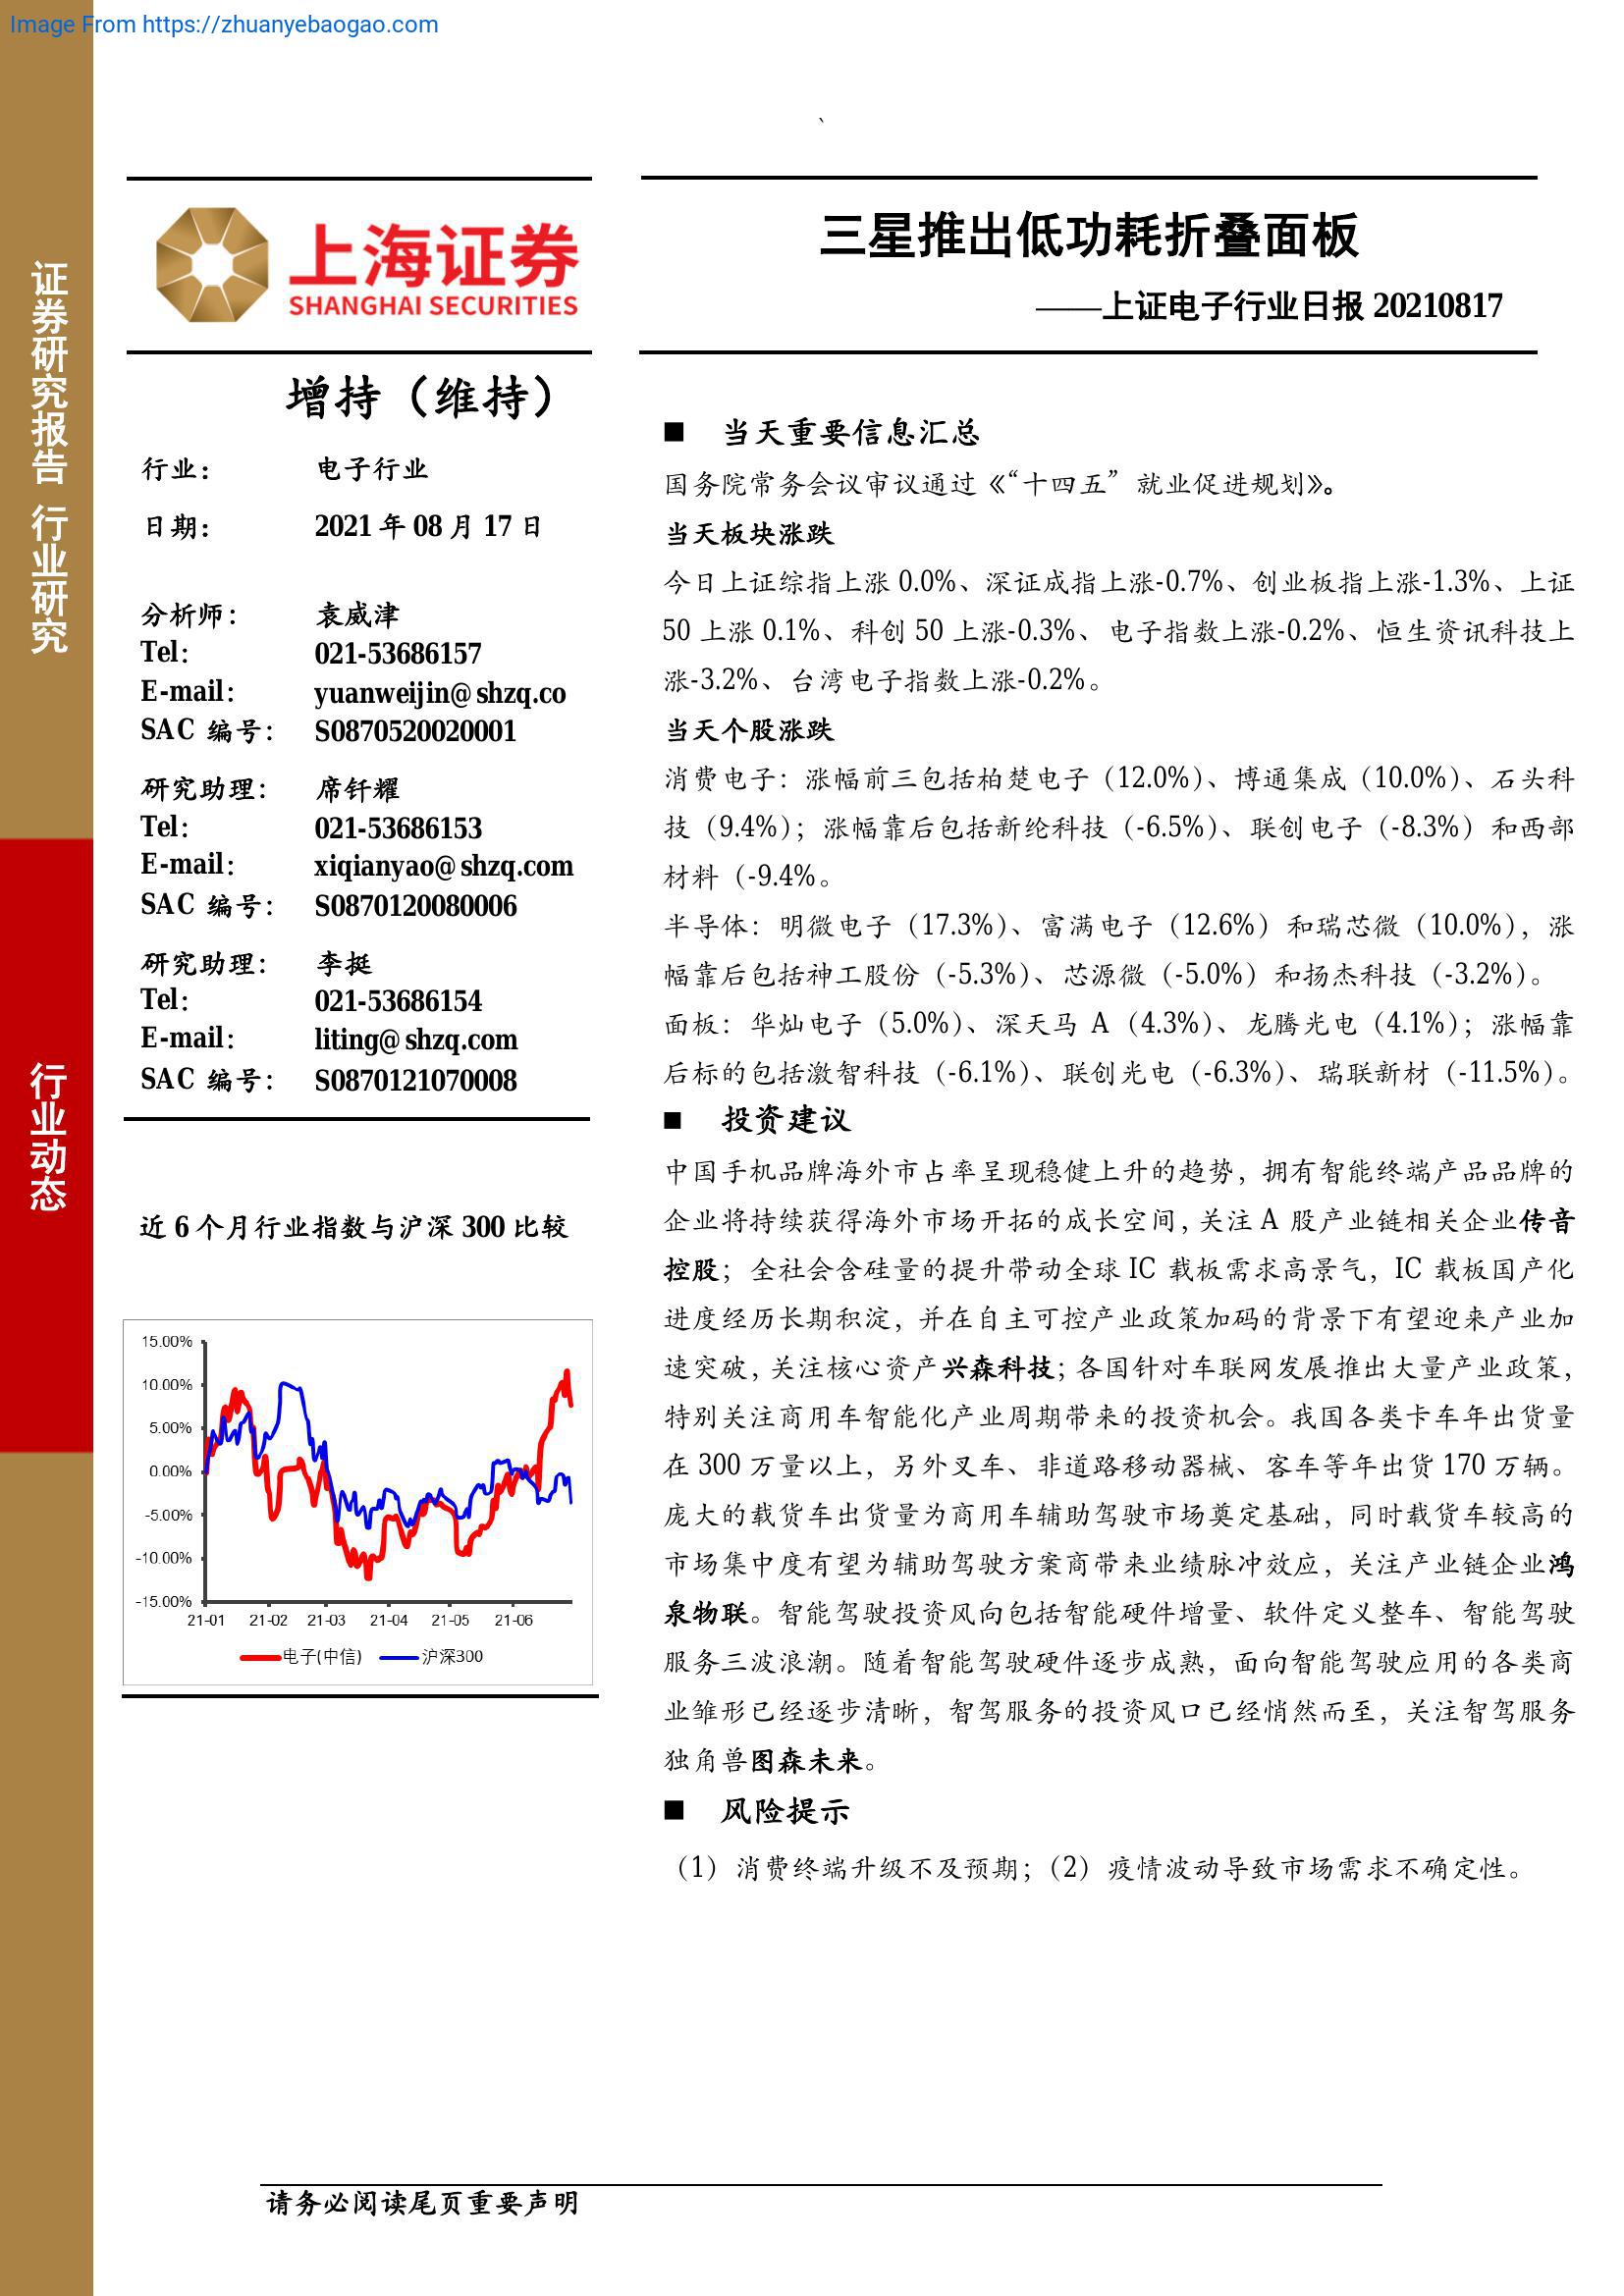 Image From https://zhuanyebaogao.com
、
证券研究报告 行业研究
行业动态
上海证券
SHANGHAI SECURITIES
三星推出低功耗折叠面板
——上证电子行业日报 20210817
增持（维持）
行业： 电子行业
日期： 2021 年 08 月 17 日
分析师： 袁威津
Tel： 021-53686157
E-mail： yuanweijin@shzq.co
SAC 编号： S0870520020001
研究助理： 席钎耀
Tel： 021-53686153
E-mail： xiqianyao@shzq.com
SAC 编号： S0870120080006
研究助理： 李挺
Tel： 021-53686154
E-mail： liting@shzq.com
SAC 编号： S0870121070008
近 6 个月行业指数与沪深 300 比较
15.00%
10.00%
5.00%
0.00%
-5.00%
-10.00%
-15.00%
21-01 21-02 21-03 21-04 21-05 21-06
电子(中信) 沪深300
■ 当天重要信息汇总
国务院常务会议审议通过《“十四五”就业促进规划》。
当天板块涨跌
今日上证综指上涨 0.0%、深证成指上涨-0.7%、创业板指上涨-1.3%、上证
50 上涨 0.1%、科创 50 上涨-0.3%、电子指数上涨-0.2%、恒生资讯科技上
涨-3.2%、台湾电子指数上涨-0.2%。
当天个股涨跌
消费电子：涨幅前三包括柏楚电子（12.0%）、博通集成（10.0%）、石头科
技（9.4%）；涨幅靠后包括新纶科技（-6.5%）、联创电子（-8.3%）和西部
材料（-9.4%。
半导体：明微电子（17.3%）、富满电子（12.6%）和瑞芯微（10.0%），涨
幅靠后包括神工股份（-5.3%）、芯源微（-5.0%）和扬杰科技（-3.2%）。
面板：华灿电子（5.0%）、深天马 A（4.3%）、龙腾光电（4.1%）；涨幅靠
后标的包括激智科技（-6.1%）、联创光电（-6.3%）、瑞联新材（-11.5%）。
■ 投资建议
中国手机品牌海外市占率呈现稳健上升的趋势，拥有智能终端产品品牌的
企业将持续获得海外市场开拓的成长空间，关注 A 股产业链相关企业传音
控股；全社会含硅量的提升带动全球 IC 载板需求高景气，IC 载板国产化
进度经历长期积淀，并在自主可控产业政策加码的背景下有望迎来产业加
速突破，关注核心资产兴森科技；各国针对车联网发展推出大量产业政策，
特别关注商用车智能化产业周期带来的投资机会。我国各类卡车年出货量
在 300 万量以上，另外叉车、非道路移动器械、客车等年出货 170 万辆。
庞大的载货车出货量为商用车辅助驾驶市场奠定基础，同时载货车较高的
市场集中度有望为辅助驾驶方案商带来业绩脉冲效应，关注产业链企业鸿
泉物联。智能驾驶投资风向包括智能硬件增量、软件定义整车、智能驾驶
服务三波浪潮。随着智能驾驶硬件逐步成熟，面向智能驾驶应用的各类商
业雏形已经逐步清晰，智驾服务的投资风口已经悄然而至，关注智驾服务
独角兽图森未来。
■ 风险提示
（1）消费终端升级不及预期；（2）疫情波动导致市场需求不确定性。
请务必阅读尾页重要声明